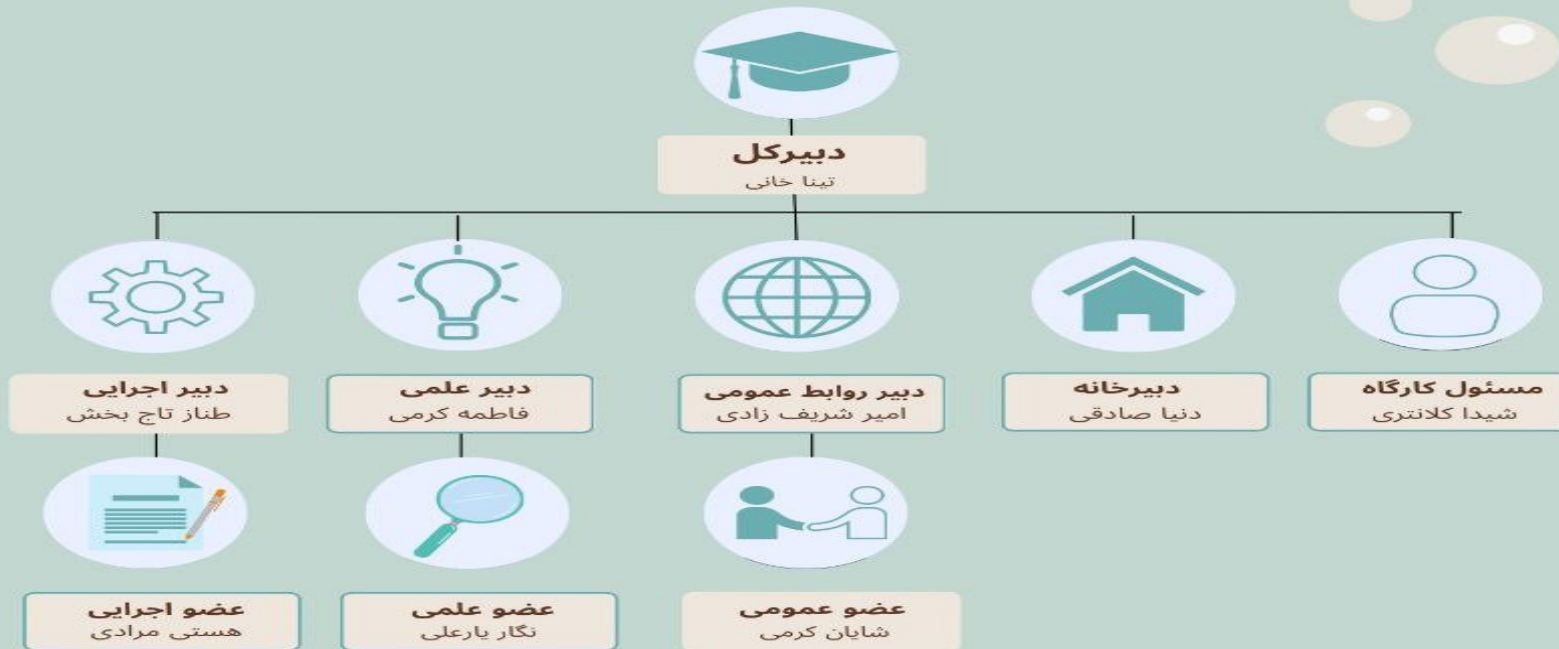 دبیرکل
تینا خانی
مسئول کارگاه
شیدا کلانتری
دبیرخانه
دنیا صادقی
دبیر روابط عمومی
امیر شریف زادی
دبیر علمی
فاطمه کرمی
دبیر اجرایی
طناز تاج بخش
عضو عمومی
شایان کرمی
عضو علمی
نگار یارعلی
عضو اجرایی
هستی مرادی